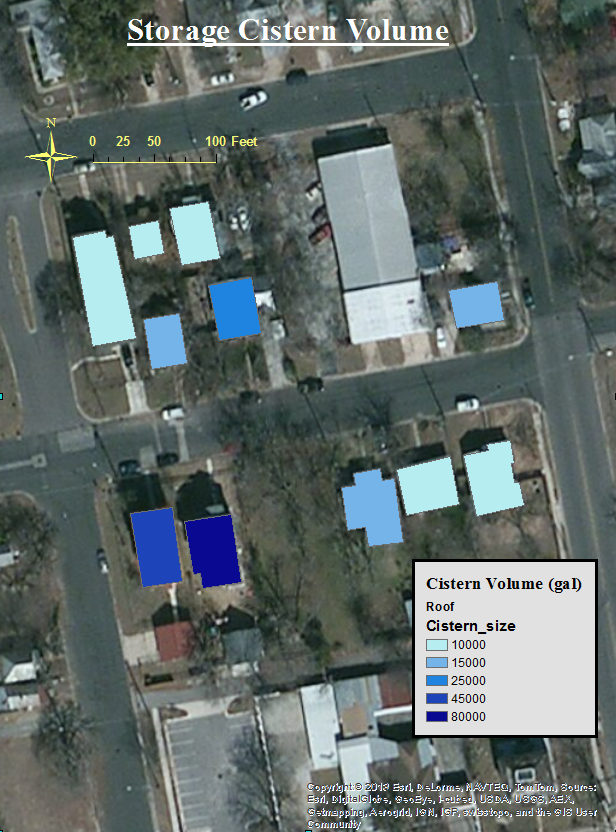 Storage Cistern Volume
N
0 25 50 100 Feet
Cistern Volume (gal)
Roof
Cistern_size
10000
15000
25000
45000
80000
Copyright:© 2013 Esri, DeLorme, NAVTEQ, TomTom, Source:
Esri, DigitalGlobe, GeoEye, i-cubed, USDA, USGS, AEX,
Getmapping, Aerogrid, IGN, IGP, swisstopo, and the GIS User
Community